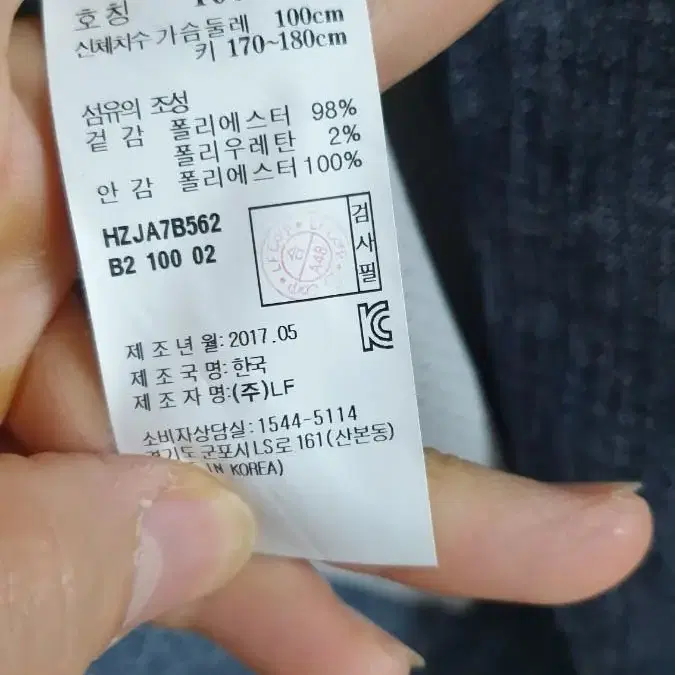 호칭
신체치수 가슴둘레 100cm
키 170~180cm
섬유의 조성
겉감 폴리에스터 98%
폴리우레탄 2%
안감 폴리에스터 100%
HZJA7B562
B2 100 02
검사필
제조년월: 2017.05
제조국명: 한국
제조자명:(주)LF
소비자상담실:1544-5114
경기도 군포시 LS로 161(산본동)
IN KOREA)